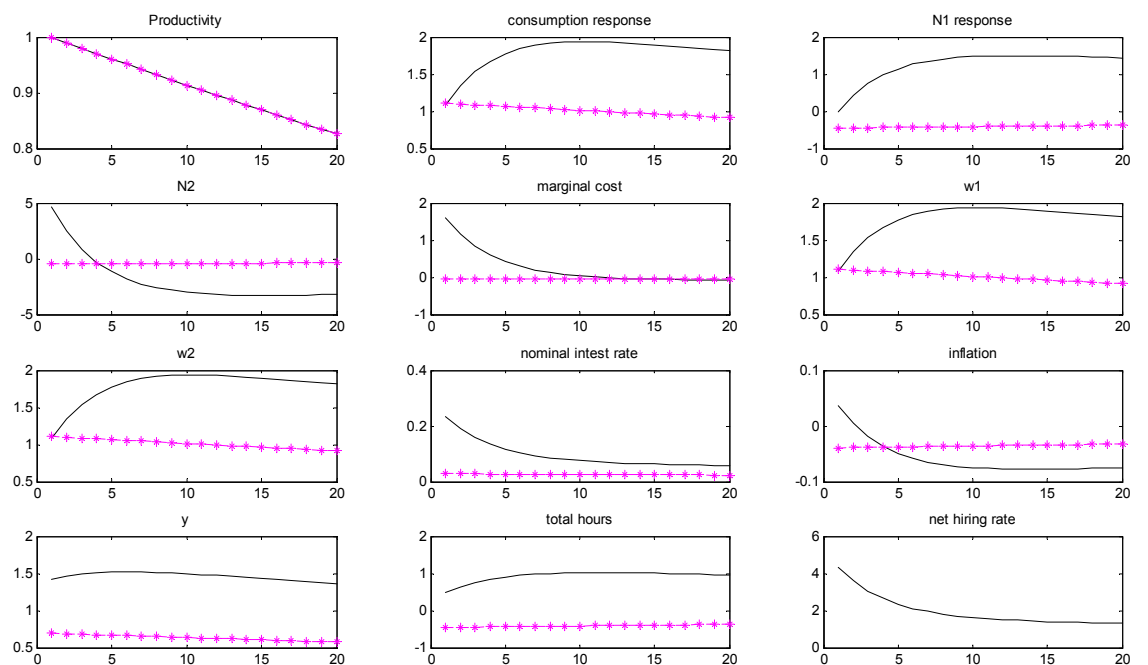 Productivity
1
0.9
0.8
0 5 10 15 20
consumption response
2
1.5
1
0.5
0 5 10 15 20
N1 response
2
1
0
-1
0 5 10 15 20
N2
5
0
-5
0 5 10 15 20
marginal cost
2
1
0
-1
0 5 10 15 20
w1
2
1.5
1
0.5
0 5 10 15 20
w2
2
1.5
1
0.5
0 5 10 15 20
nominal intest rate
0.4
0.2
0
0 5 10 15 20
inflation
0.1
0
-0.1
0 5 10 15 20
y
2
1.5
1
0.5
0 5 10 15 20
total hours
2
1
0
-1
0 5 10 15 20
net hiring rate
6
4
2
0
0 5 10 15 20